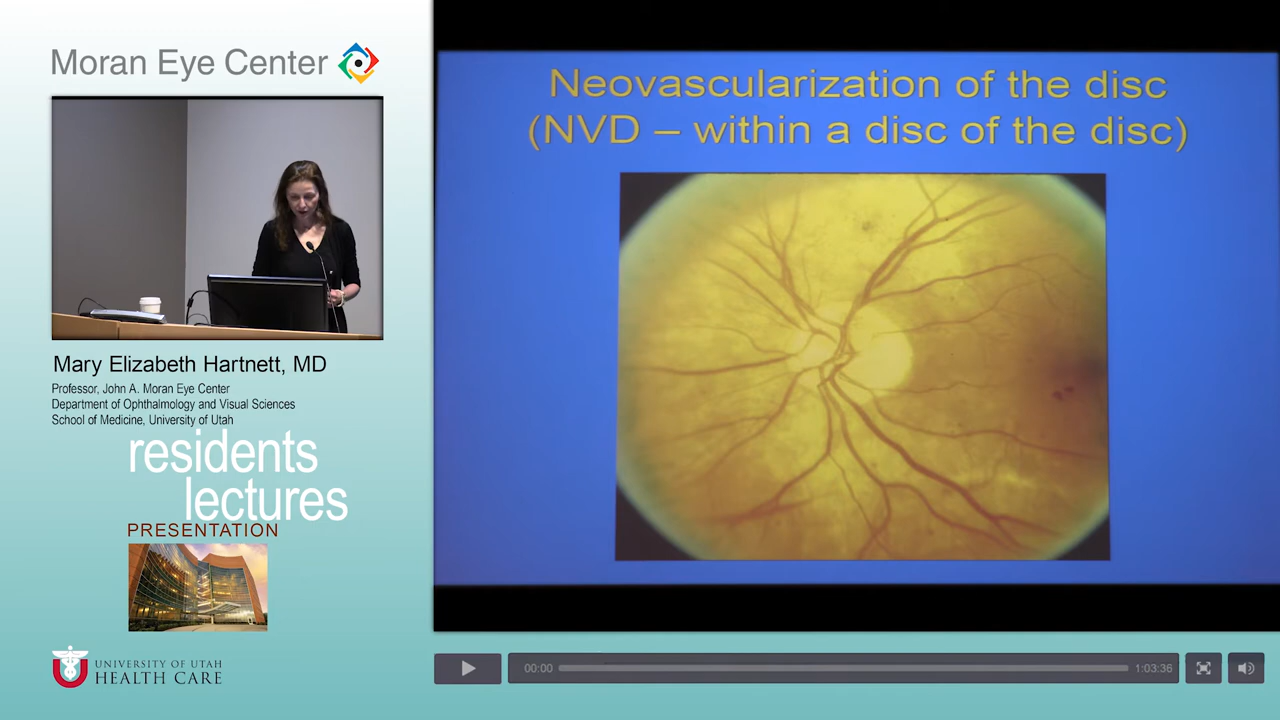 Moran Eye Center
Mary Elizabeth Hartnett, MD
Professor, John A. Moran Eye Center
Department of Ophthalmology and Visual Sciences
School of Medicine, University of Utah
residents
lectures
PRESENTATION
UNIVERSITY OF UTAH
HEALTH CARE
Neovascularization of the disc
(NVD – within a disc of the disc)
00:00
1:03:36